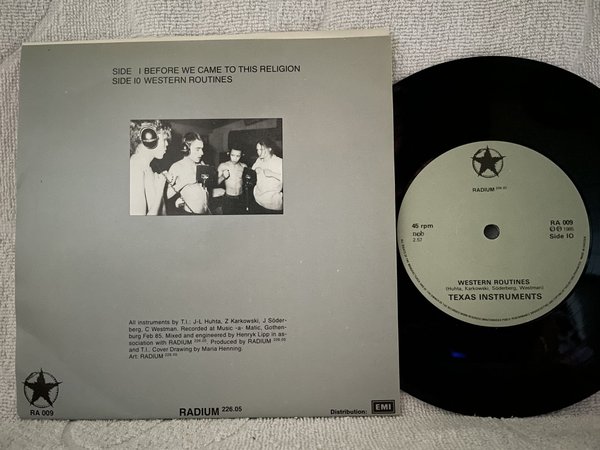 SIDE I BEFORE WE CAME TO THIS RELIGION
SIDE IO WESTERN ROUTINES
All instruments by T.I.: J-L Huhta, Z Karkowski, J Söder-
berg, C Westman. Recorded at Music -a- Matic, Gothen-
burg Feb 85. Mixed and engineered by Henryk Lipp in as-
sociation with RADIUM 226.05. Produced by RADIUM 226.05
and T.I.. Cover Drawing by Maria Henning.
Art: RADIUM 226.05
RA 009
RADIUM 226.05
Distribution: EMI
RADIUM 226.05
45 rpm
ncb
2:57
RA 009
1985
Side IO
WESTERN ROUTINES
(Huhta, Karkowski, Söderberg, Westman)
TEXAS INSTRUMENTS